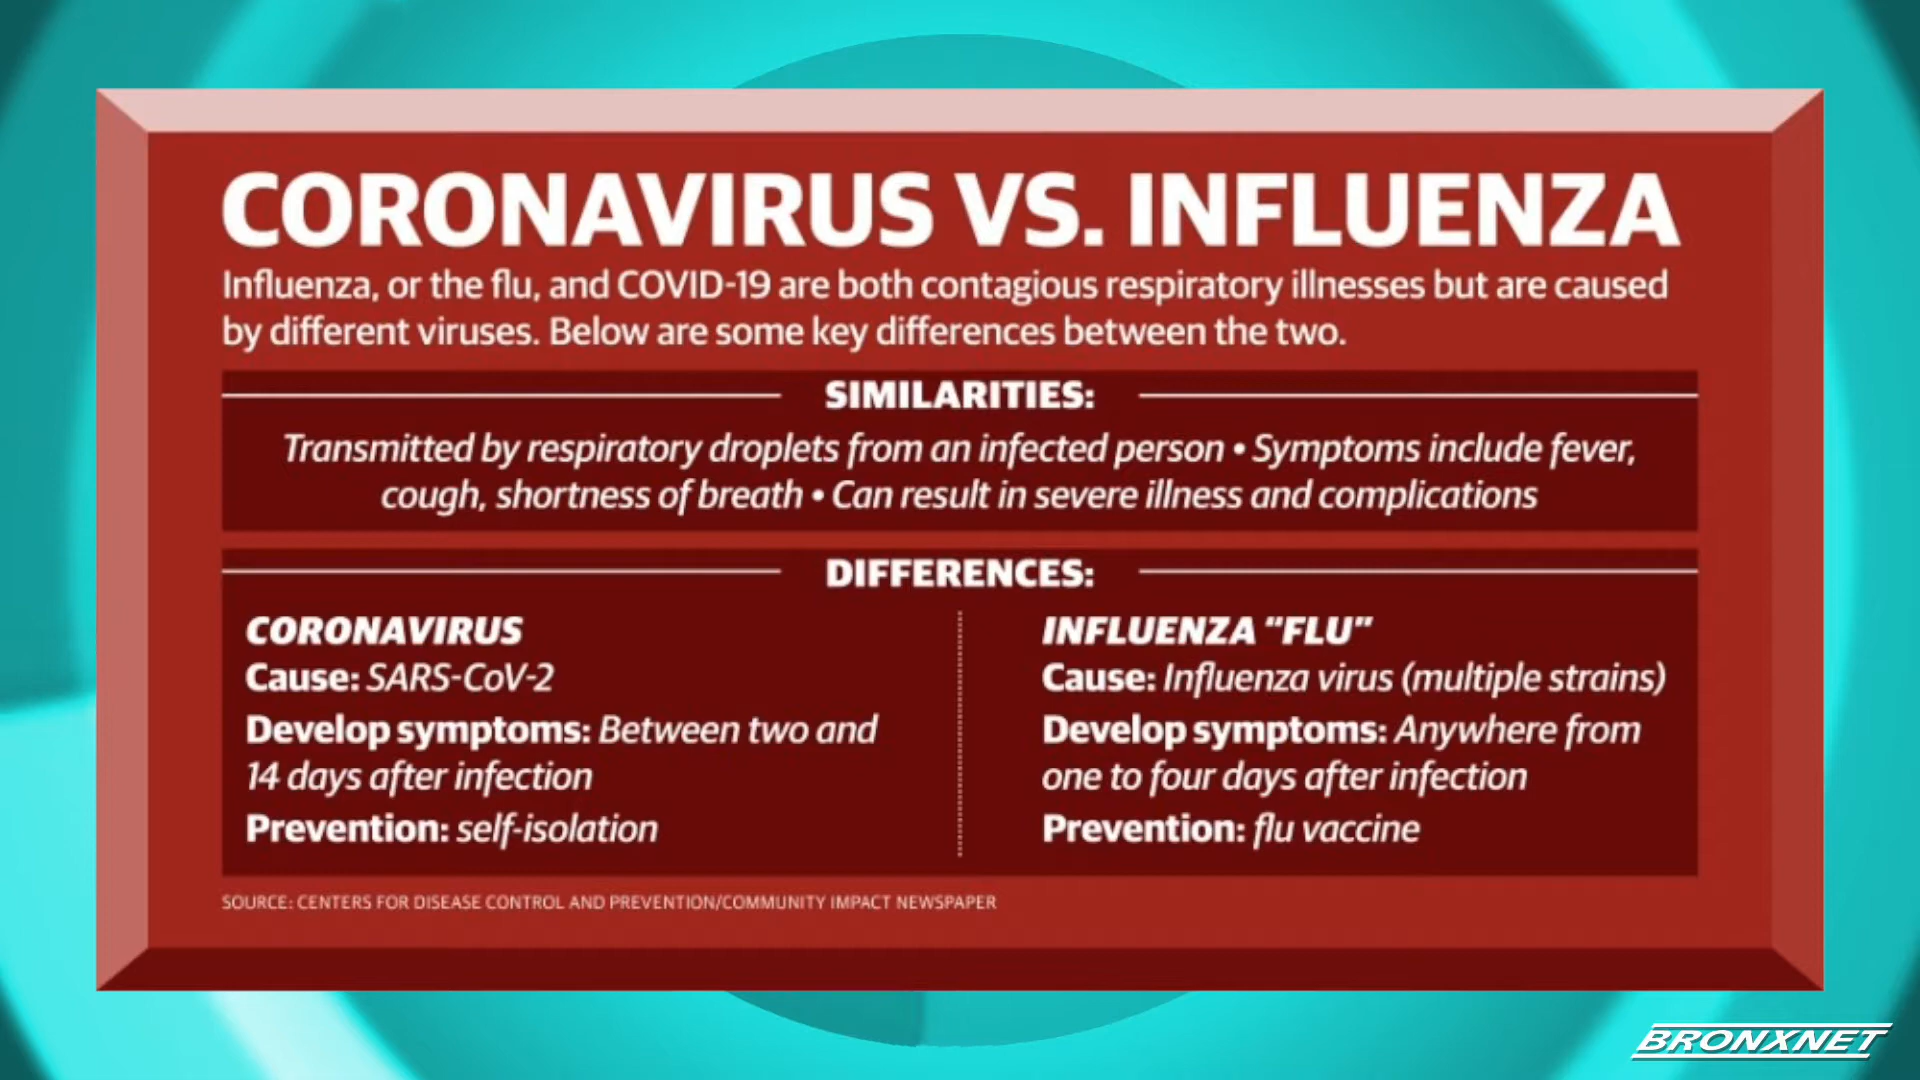 CORONAVIRUS VS. INFLUENZA
Influenza, or the flu, and COVID-19 are both contagious respiratory illnesses but are caused
by different viruses. Below are some key differences between the two.
SIMILARITIES:
Transmitted by respiratory droplets from an infected person • Symptoms include fever,
cough, shortness of breath • Can result in severe illness and complications
DIFFERENCES:
CORONAVIRUS
Cause: SARS-CoV-2
Develop symptoms: Between two and
14 days after infection
Prevention: self-isolation
INFLUENZA “FLU”
Cause: Influenza virus (multiple strains)
Develop symptoms: Anywhere from
one to four days after infection
Prevention: flu vaccine
SOURCE: CENTERS FOR DISEASE CONTROL AND PREVENTION/COMMUNITY IMPACT NEWSPAPER
BRONXNET